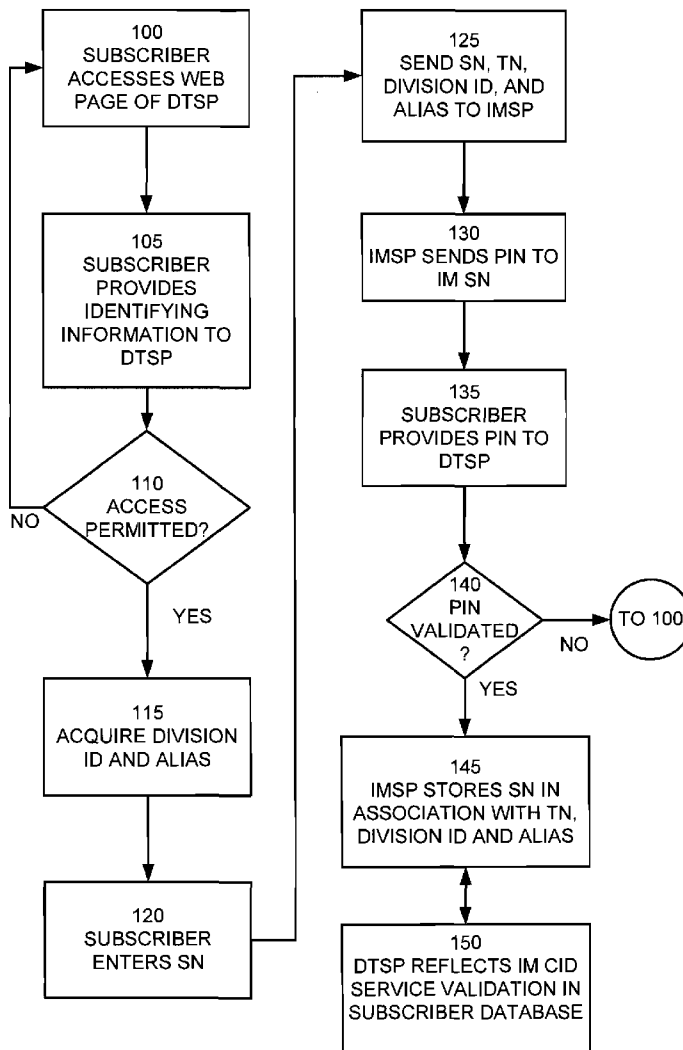 100
SUBSCRIBER
ACCESSES WEB
PAGE OF DTSP
105
SUBSCRIBER
PROVIDES
IDENTIFYING
INFORMATION TO
DTSP
110
ACCESS
PERMITTED?
NO
YES
115
ACQUIRE DIVISION
ID AND ALIAS
120
SUBSCRIBER
ENTERS SN
125
SEND SN, TN,
DIVISION ID, AND
ALIAS TO IMSP
130
IMSP SENDS PIN TO
IM SN
135
SUBSCRIBER
PROVIDES PIN TO
DTSP
140
PIN
VALIDATED
?
NO
TO 100
YES
145
IMSP STORES SN IN
ASSOCIATION WITH TN,
DIVISION ID AND ALIAS
150
DTSP REFLECTS IM CID
SERVICE VALIDATION IN
SUBSCRIBER DATABASE